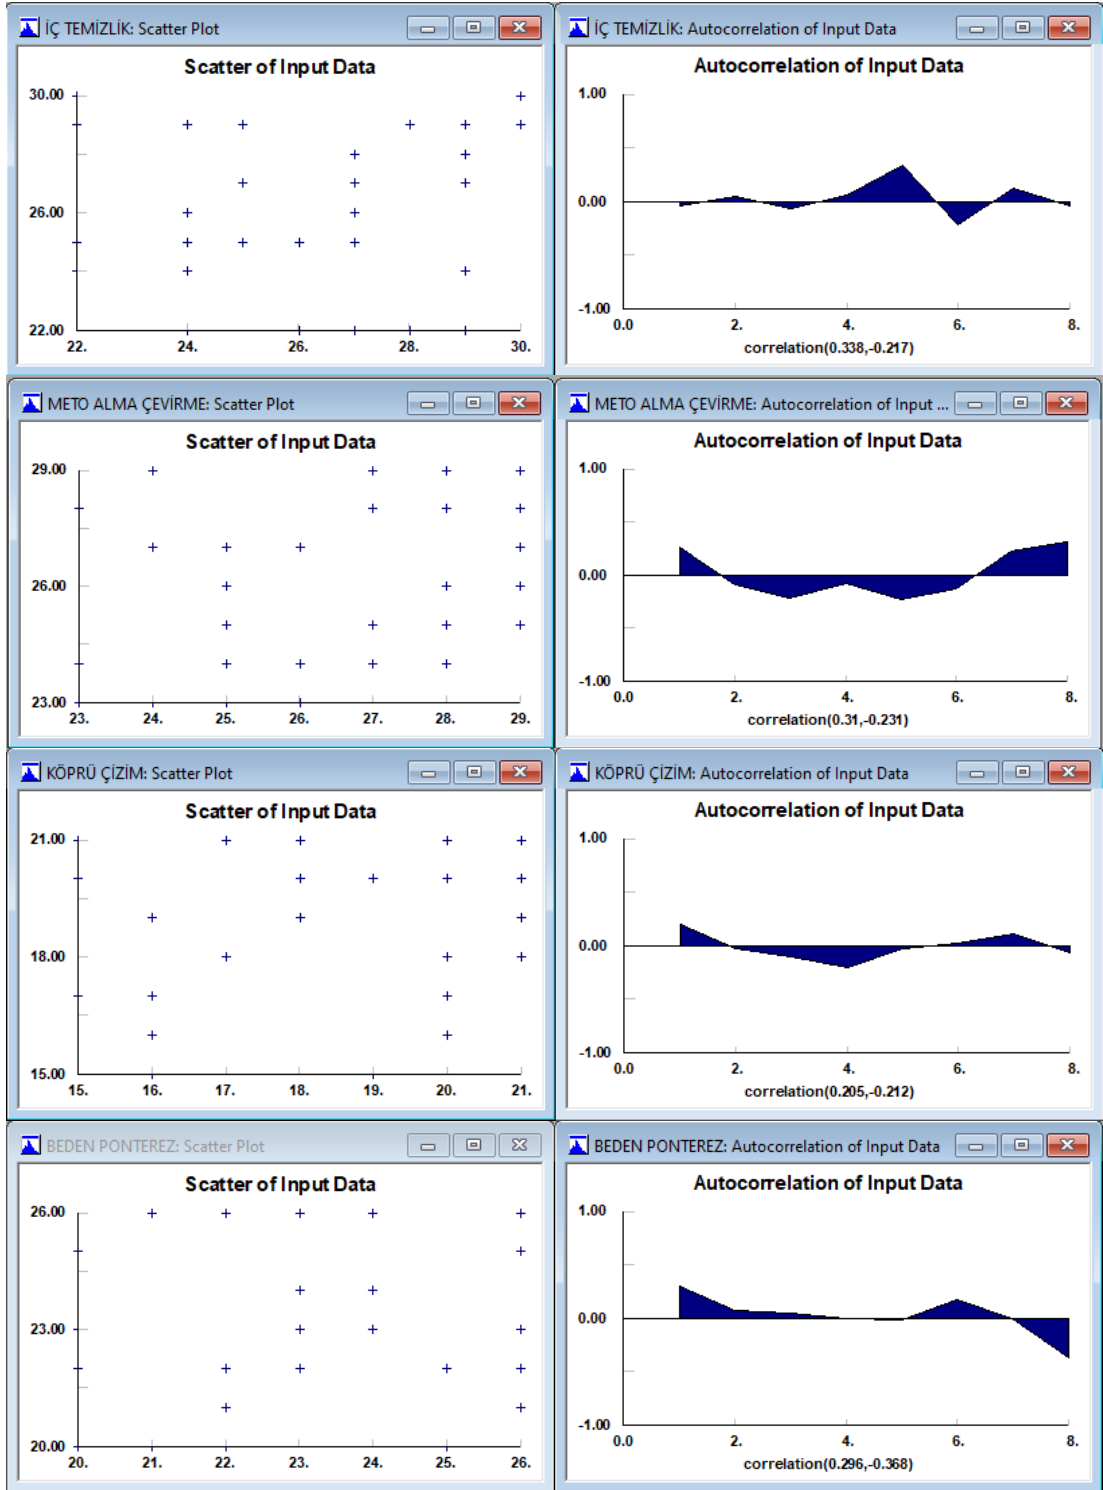 İÇ TEMİZLİK: Scatter Plot
Scatter of Input Data
30.00
26.00
22.00
22. 24. 26. 28. 30.
İÇ TEMİZLİK: Autocorrelation of Input Data
Autocorrelation of Input Data
1.00
0.00
-1.00
0.0 2. 4. 6. 8.
correlation(0.338,-0.217)
METO ALMA ÇEVİRME: Scatter Plot
Scatter of Input Data
29.00
26.00
23.00
23. 24. 25. 26. 27. 28. 29.
METO ALMA ÇEVİRME: Autocorrelation of Input ...
Autocorrelation of Input Data
1.00
0.00
-1.00
0.0 2. 4. 6. 8.
correlation(0.31,-0.231)
KÖPRÜ ÇİZİM: Scatter Plot
Scatter of Input Data
21.00
18.00
15.00
15. 16. 17. 18. 19. 20. 21.
KÖPRÜ ÇİZİM: Autocorrelation of Input Data
Autocorrelation of Input Data
1.00
0.00
-1.00
0.0 2. 4. 6. 8.
correlation(0.205,-0.212)
BEDEN PONTEREZ: Scatter Plot
Scatter of Input Data
26.00
23.00
20.00
20. 21. 22. 23. 24. 25. 26.
BEDEN PONTEREZ: Autocorrelation of Input Data
Autocorrelation of Input Data
1.00
0.00
-1.00
0.0 2. 4. 6. 8.
correlation(0.296,-0.368)